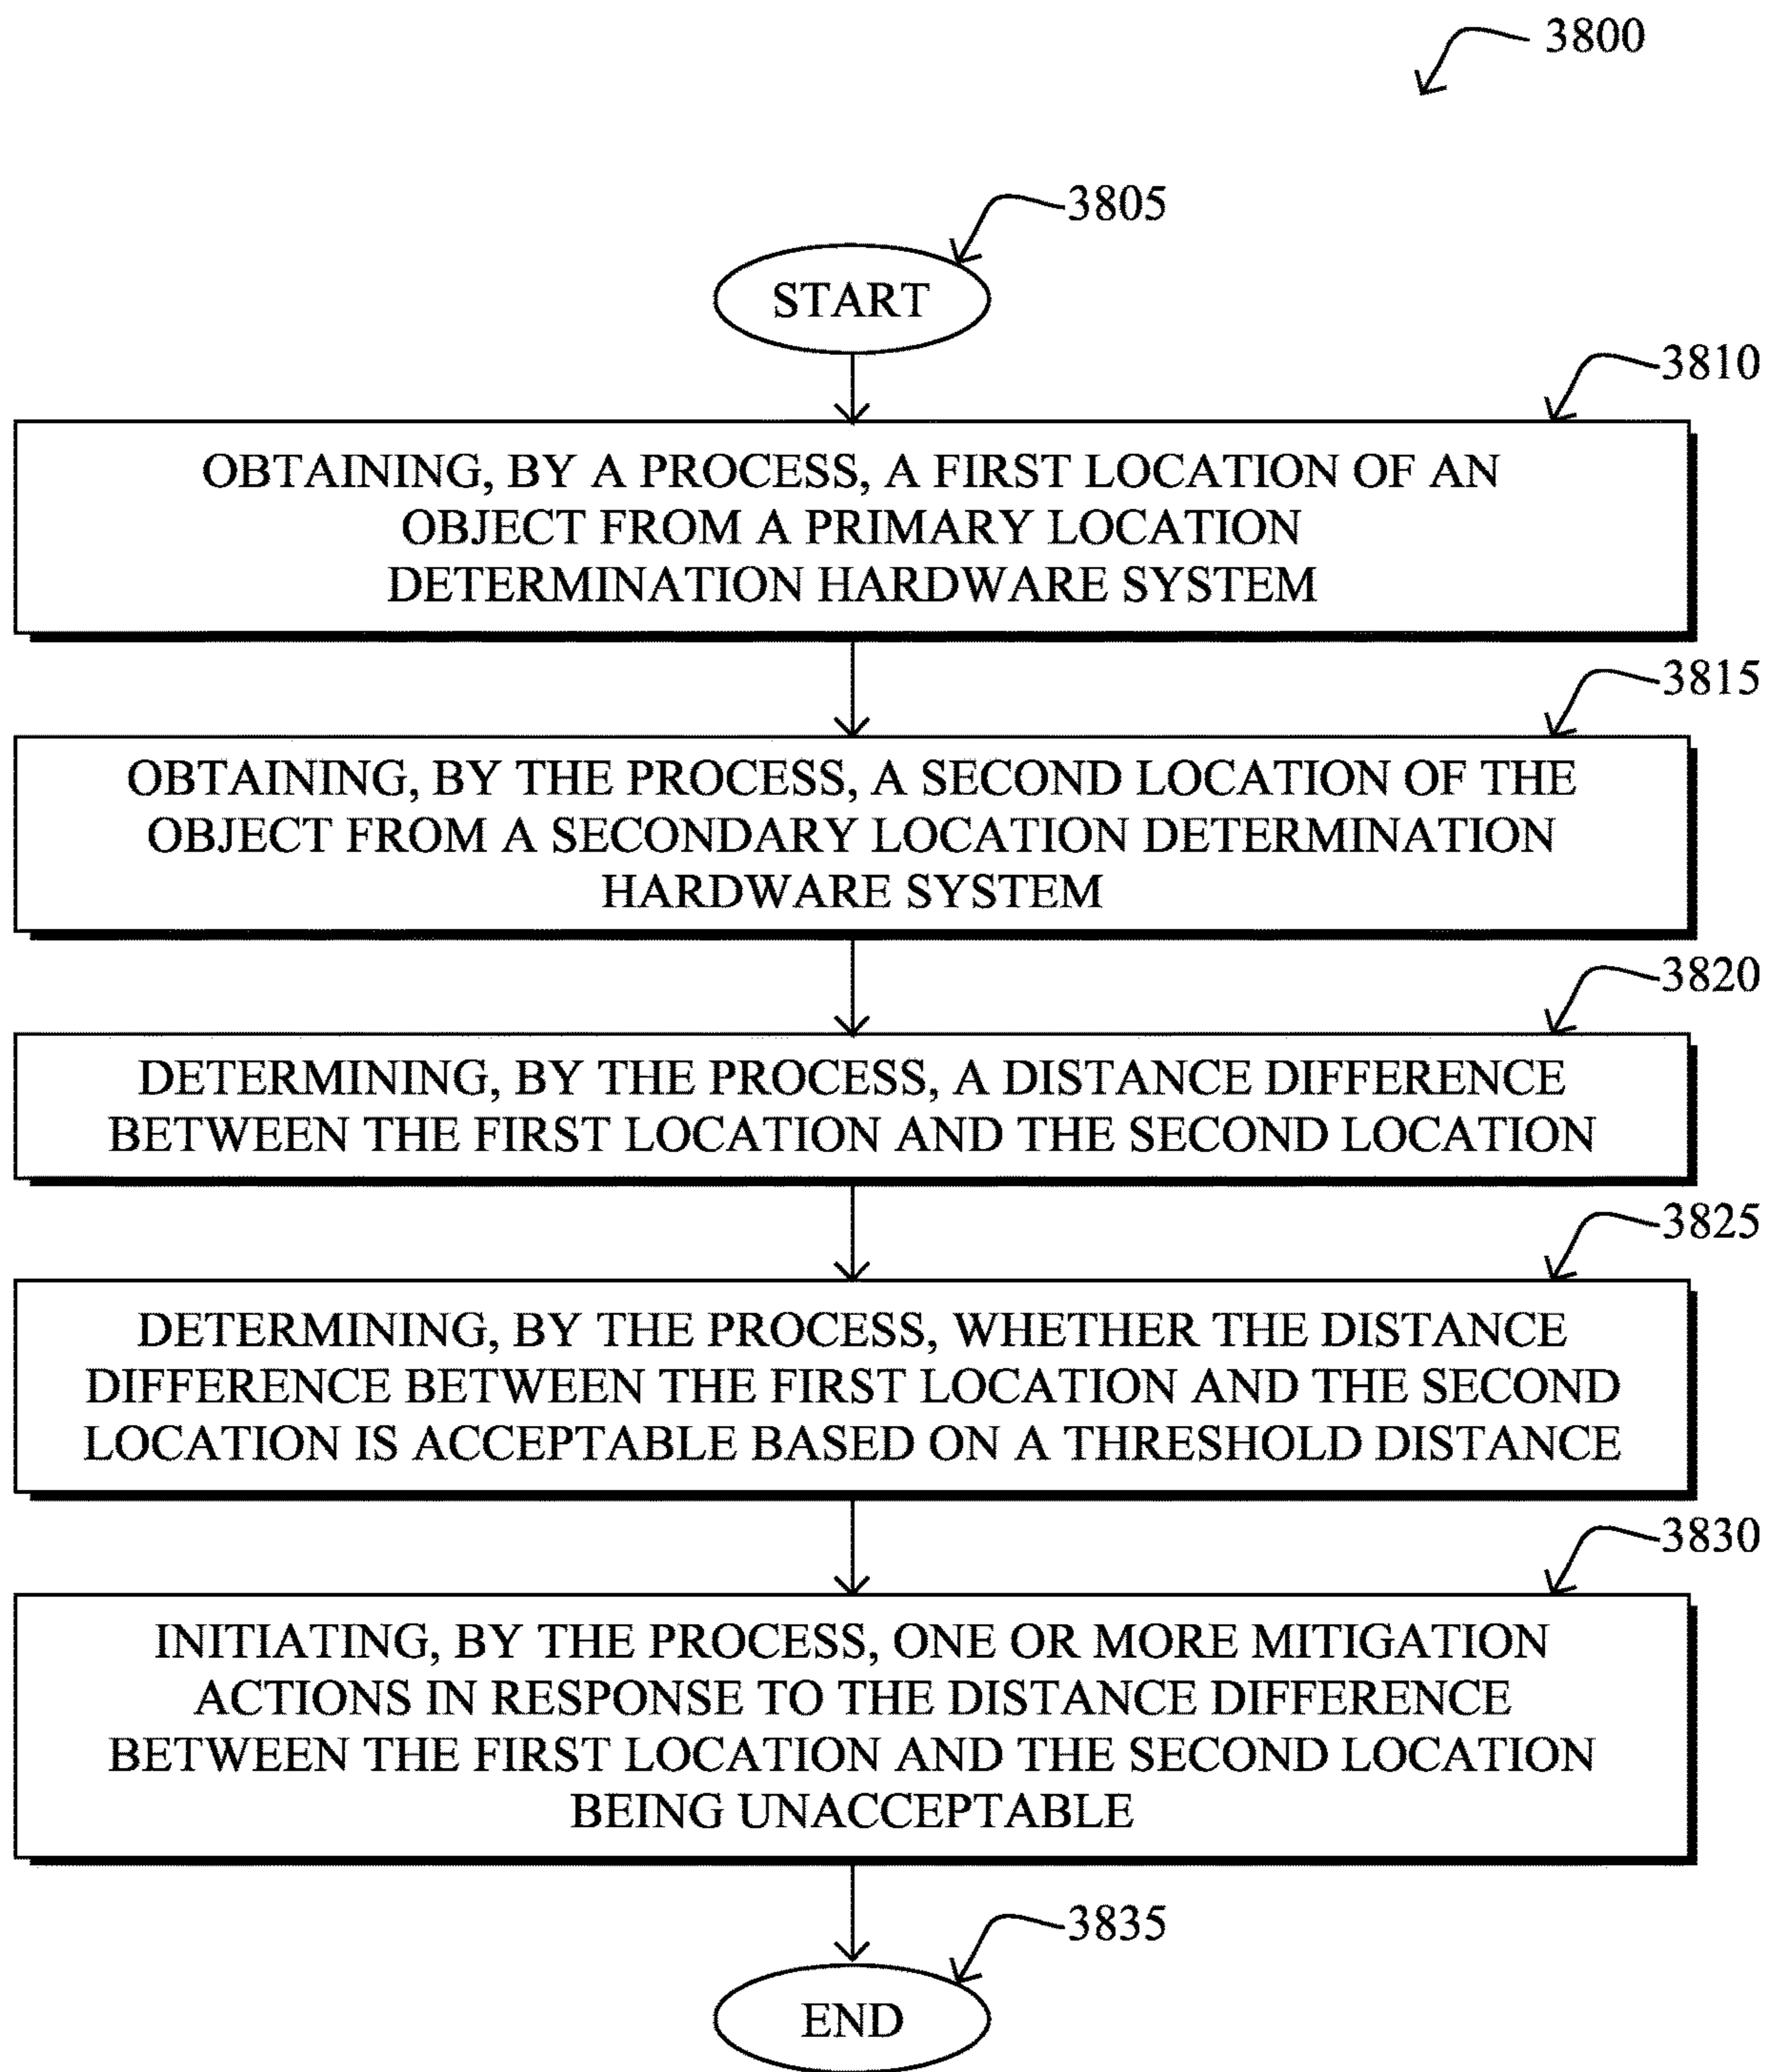 3800
3805
START
3810
OBTAINING, BY A PROCESS, A FIRST LOCATION OF AN
OBJECT FROM A PRIMARY LOCATION
DETERMINATION HARDWARE SYSTEM
3815
OBTAINING, BY THE PROCESS, A SECOND LOCATION OF THE
OBJECT FROM A SECONDARY LOCATION DETERMINATION
HARDWARE SYSTEM
3820
DETERMINING, BY THE PROCESS, A DISTANCE DIFFERENCE
BETWEEN THE FIRST LOCATION AND THE SECOND LOCATION
3825
DETERMINING, BY THE PROCESS, WHETHER THE DISTANCE
DIFFERENCE BETWEEN THE FIRST LOCATION AND THE SECOND
LOCATION IS ACCEPTABLE BASED ON A THRESHOLD DISTANCE
3830
INITIATING, BY THE PROCESS, ONE OR MORE MITIGATION
ACTIONS IN RESPONSE TO THE DISTANCE DIFFERENCE
BETWEEN THE FIRST LOCATION AND THE SECOND LOCATION
BEING UNACCEPTABLE
3835
END